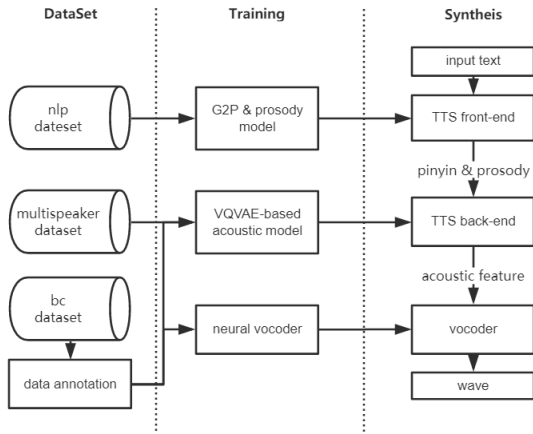 DataSet
Training
Syntheis
input text
nlp
dateset
G2P & prosody
model
TTS front-end
pinyin & prosody
multispeaker
dataset
VQVAE-based
acoustic model
TTS back-end
acoustic feature
bc
dataset
neural vocoder
vocoder
data annotation
wave